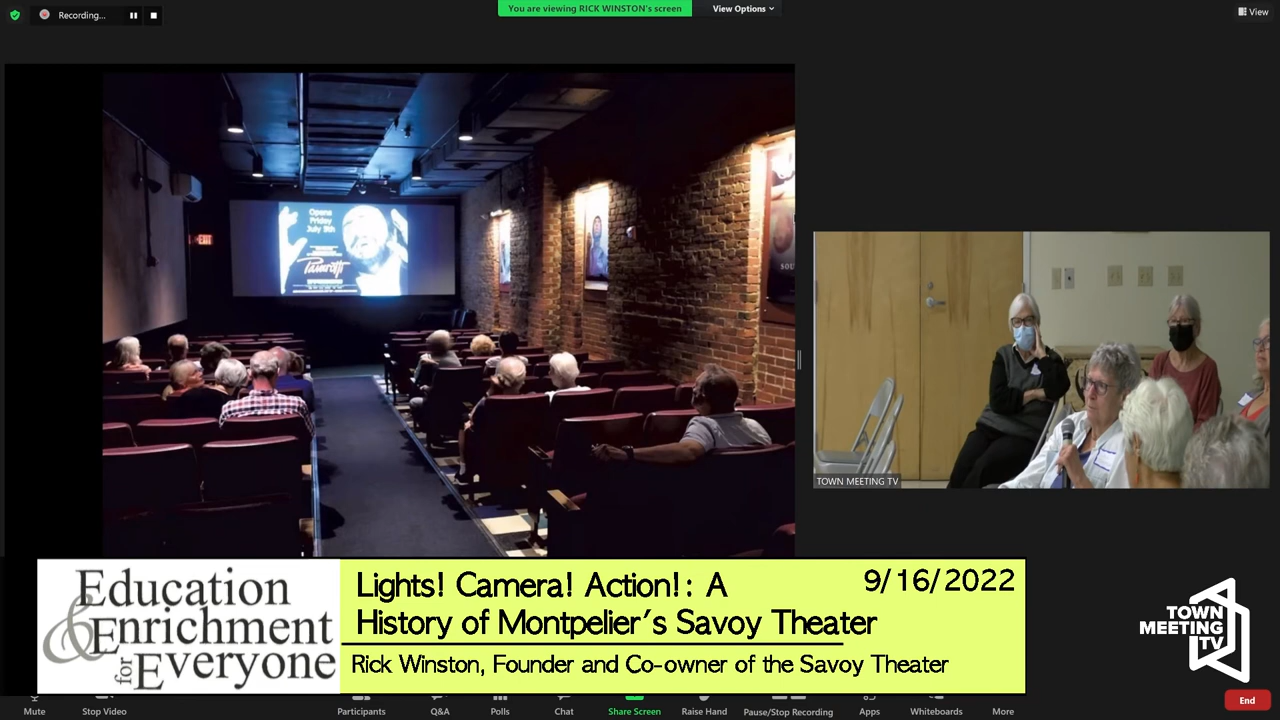 Recording...
You are viewing RICK WINSTON's screen
View Options
View
Opens
Friday
July 5th
Pavarotti
EXIT
SOUL
TOWN MEETING TV
Education
& Enrichment
for Everyone
Lights! Camera! Action!: A
History of Montpelier's Savoy Theater
9/16/2022
Rick Winston, Founder and Co-owner of the Savoy Theater
TOWN
MEETING
TV
Mute
Stop Video
Participants
Q&A
Polls
Chat
Share Screen
Raise Hand
Pause/Stop Recording
Apps
Whiteboards
More
End